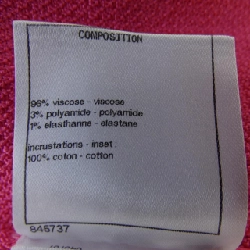 COMPOSITION
96% viscose - viscose
3% polyamide - polyamide
1% elasthanne - elastane
incrustations - inset :
100% coton - cotton
846737